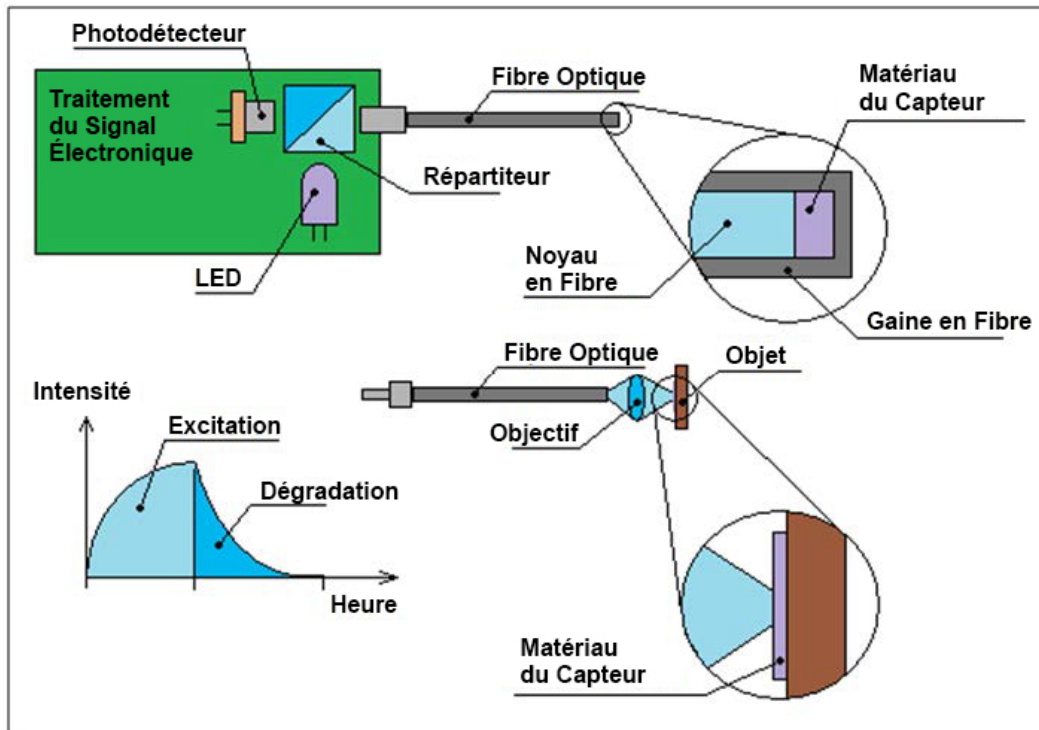 Photodétecteur
Traitement
du Signal
Électronique
Fibre Optique
Matériau
du Capteur
Répartiteur
LED
Noyau
en Fibre
Gaine en Fibre
Fibre Optique
Objet
Objectif
Intensité
Excitation
Dégradation
Heure
Matériau
du Capteur